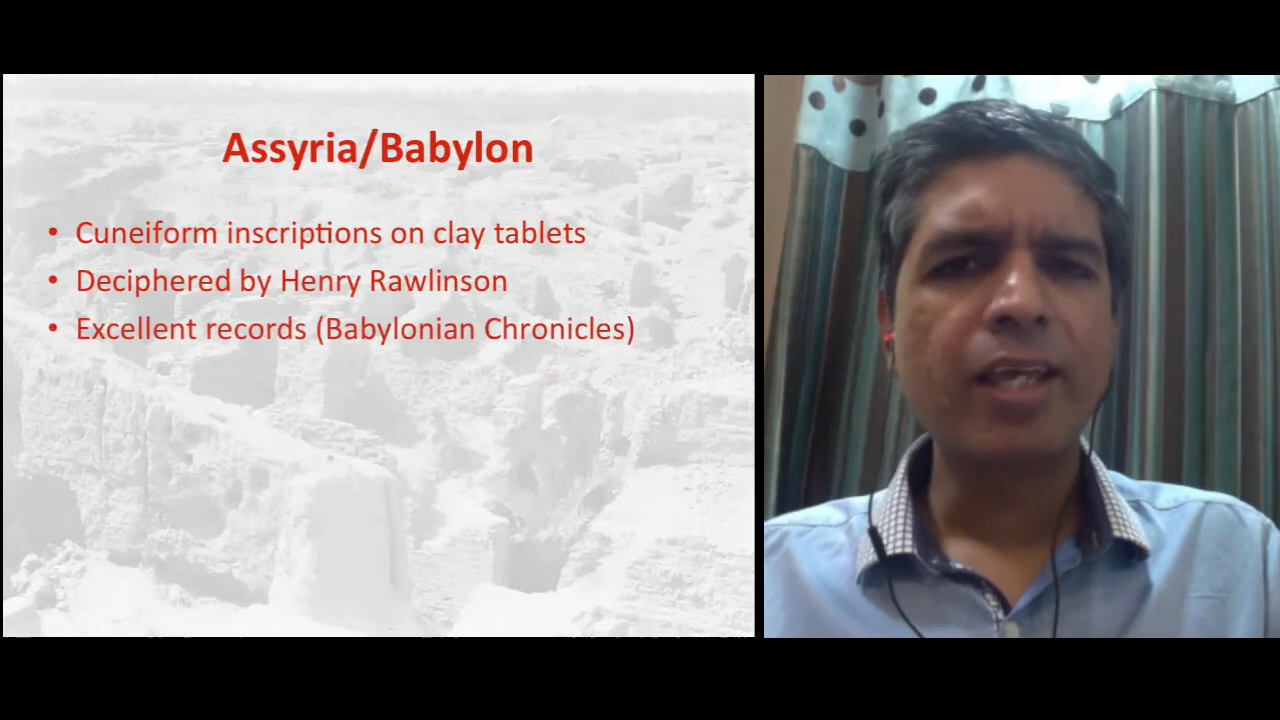 Assyria/Babylon
• Cuneiform inscriptions on clay tablets
• Deciphered by Henry Rawlinson
• Excellent records (Babylonian Chronicles)